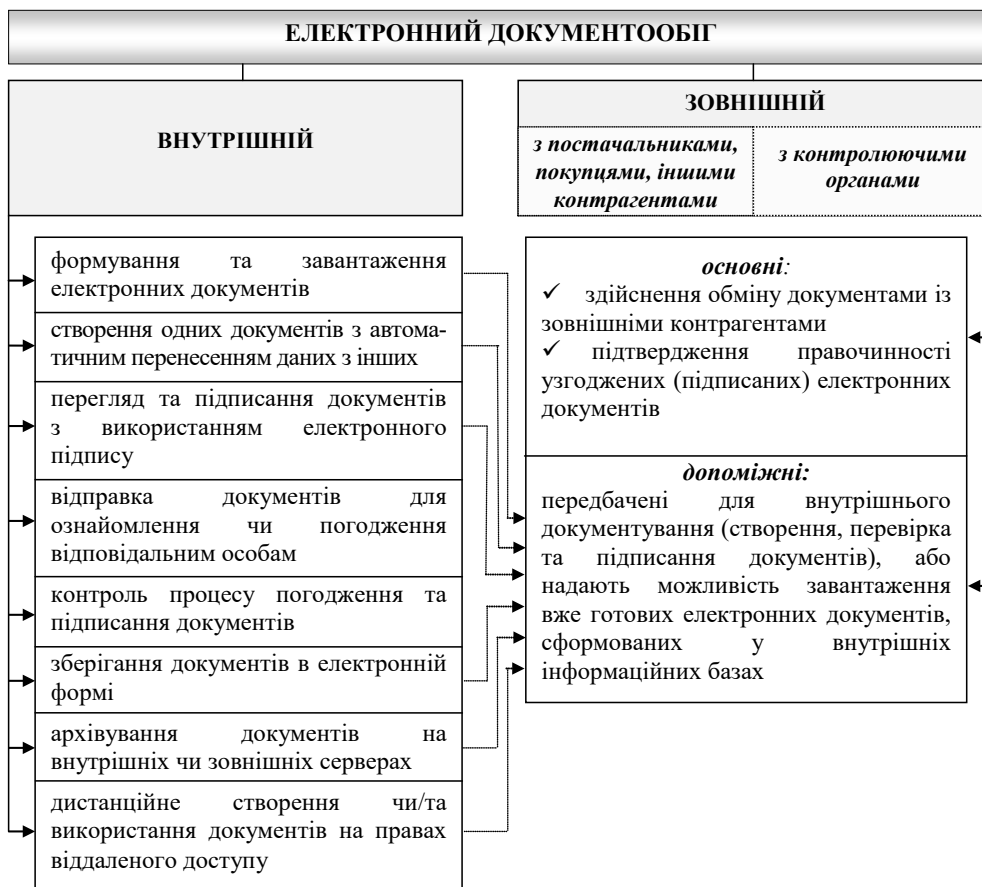 ЕЛЕКТРОННИЙ ДОКУМЕНТООБІГ
ВНУТРІШНІЙ
формування та завантаження
електронних документів
створення одних документів з автома-
тичним перенесенням даних з інших
перегляд та підписання документів
з використанням електронного
підпису
відправка документів для
ознайомлення чи погодження
відповідальним особам
контроль процесу погодження та
підписання документів
зберігання документів в електронній
формі
архівування документів на
внутрішніх чи зовнішніх серверах
дистанційне створення чи/та
використання документів на правах
віддаленого доступу
ЗОВНІШНІЙ
з постачальниками,
покупцями, іншими
контрагентами
з контролюючими
органами
основні:
✓ здійснення обміну документами із
зовнішніми контрагентами
✓ підтвердження правочинності
узгоджених (підписаних) електронних
документів
допоміжні:
передбачені для внутрішнього
документування (створення, перевірка
та підписання документів), або
надають можливість завантаження
вже готових електронних документів,
сформованих у внутрішніх
інформаційних базах